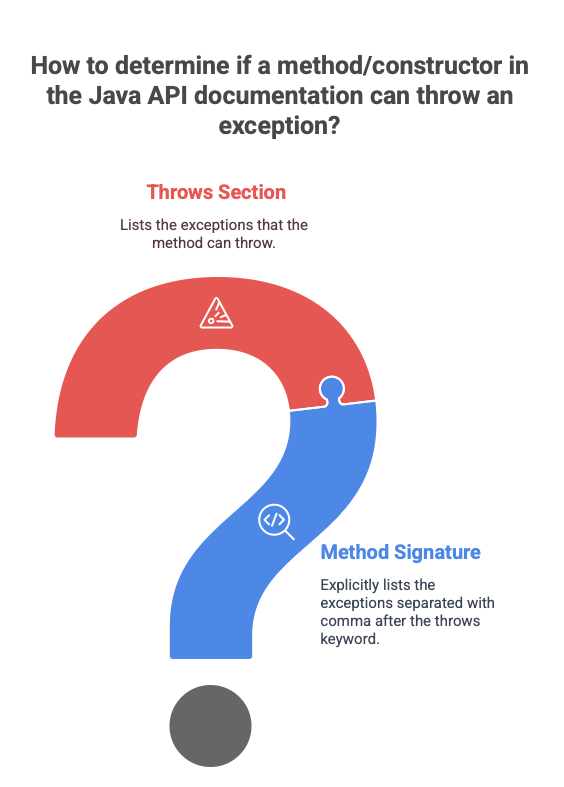 How to determine if a method/constructor in
the Java API documentation can throw an
exception?
Throws Section
Lists the exceptions that the
method can throw.
</>
Method Signature
Explicitly lists the
exceptions separated with
comma after the throws
keyword.